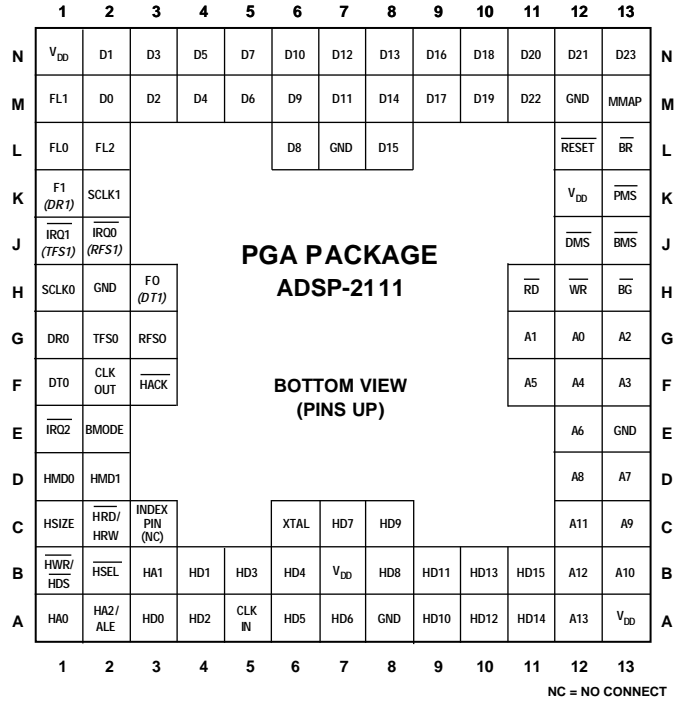 1 2 3 4 5 6 7 8 9 10 11 12 13
N VDD D1 D3 D5 D7 D10 D12 D13 D16 D18 D20 D21 D23 N
M FL1 D0 D2 D4 D6 D9 D11 D14 D17 D19 D22 GND MMAP M
L FL0 FL2 D8 GND D15 RESET BR L
K F1 (DR1) SCLK1 VDD PMS K
J IRQ1 (TFS1) IRQ0 (RFS1) DMS BMS J
PGA PACKAGE
ADSP-2111
H SCLK0 GND FO (DT1) RD WR BG H
G DR0 TFS0 RFSO A1 A0 A2 G
F DT0 CLK OUT HACK A5 A4 A3 F
BOTTOM VIEW
(PINS UP)
E IRQ2 BMODE A6 GND E
D HMD0 HMD1 A8 A7 D
C HSIZE HRD/ HRW INDEX PIN (NC) XTAL HD7 HD9 A11 A9 C
B HWR/ HDS HSEL HA1 HD1 HD3 HD4 VDD HD8 HD11 HD13 HD15 A12 A10 B
A HA0 HA2/ ALE HD0 HD2 CLK IN HD5 HD6 GND HD10 HD12 HD14 A13 VDD A
1 2 3 4 5 6 7 8 9 10 11 12 13
NC = NO CONNECT